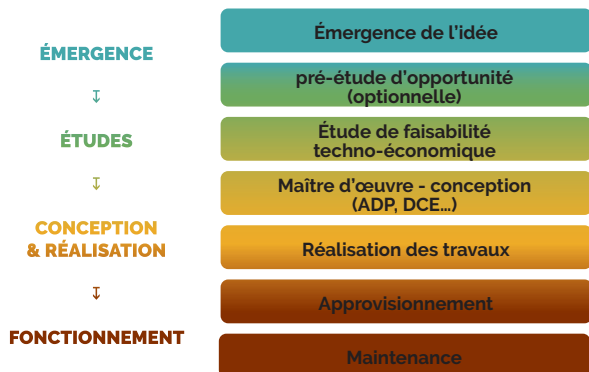 ÉMERGENCE
↧
ÉTUDES
↧
CONCEPTION
& RÉALISATION
↧
FONCTIONNEMENT
Émergence de l’idée
pré-étude d’opportunité
(optionnelle)
Étude de faisabilité
techno-économique
Maître d’œuvre - conception
(ADP, DCE…)
Réalisation des travaux
Approvisionnement
Maintenance